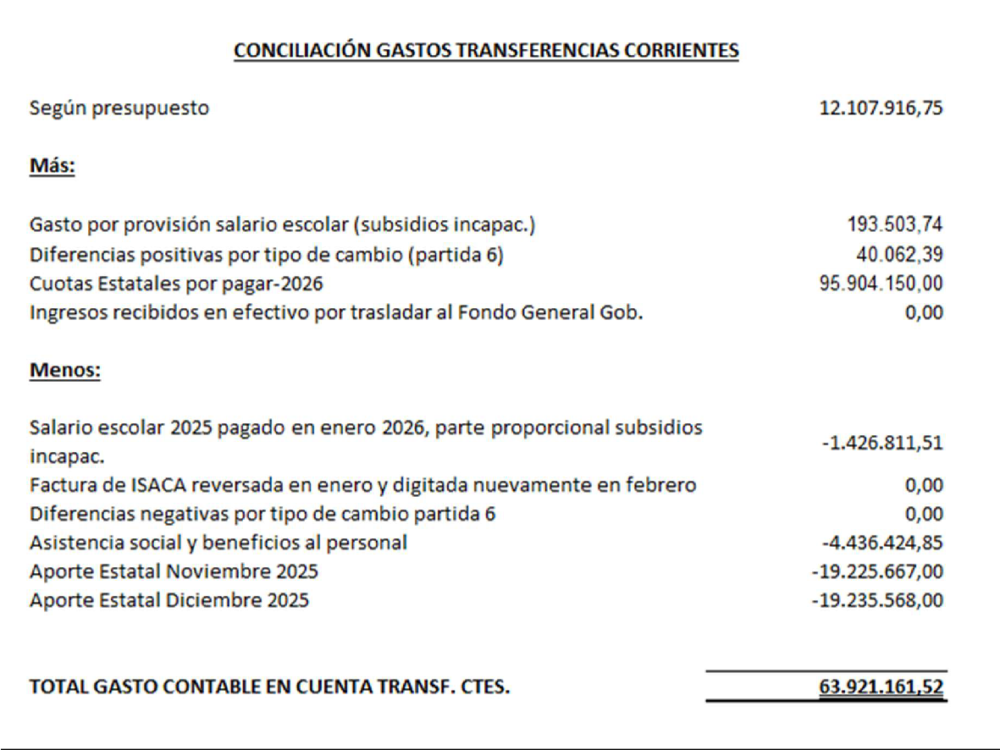 CONCILIACIÓN GASTOS TRANSFERENCIAS CORRIENTES
Según presupuesto 12.107.916,75
Más:
Gasto por provisión salario escolar (subsidios incapac.) 193.503,74
Diferencias positivas por tipo de cambio (partida 6) 40.062,39
Cuotas Estatales por pagar-2026 95.904.150,00
Ingresos recibidos en efectivo por trasladar al Fondo General Gob. 0,00
Menos:
Salario escolar 2025 pagado en enero 2026, parte proporcional subsidios
incapac. -1.426.811,51
Factura de ISACA reversada en enero y digitada nuevamente en febrero 0,00
Diferencias negativas por tipo de cambio partida 6 0,00
Asistencia social y beneficios al personal -4.436.424,85
Aporte Estatal Noviembre 2025 -19.225.667,00
Aporte Estatal Diciembre 2025 -19.235.568,00
TOTAL GASTO CONTABLE EN CUENTA TRANSF. CTES. 63.921.161,52